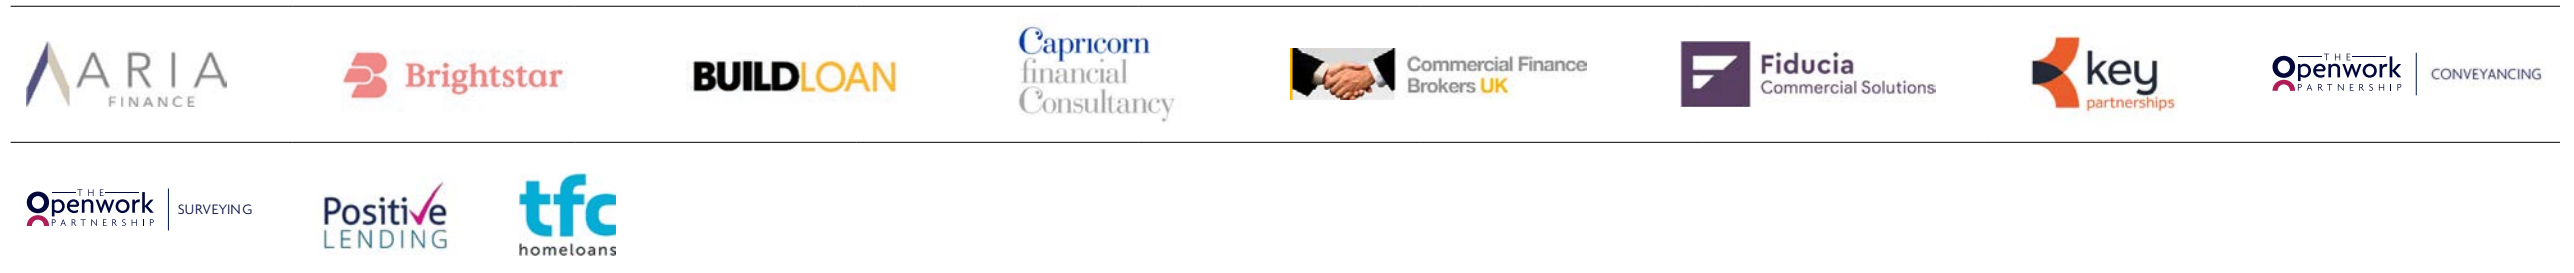 ARIA
FINANCE
Brightstar
BUILDLOAN
Capricorn
financial
Consultancy
Commercial Finance
Brokers UK
Fiducia
Commercial Solutions
key
partnerships
THE
Openwork
PARTNERSHIP
CONVEYANCING
THE
Openwork
PARTNERSHIP
SURVEYING
Positive
LENDING
tfc
homeloans